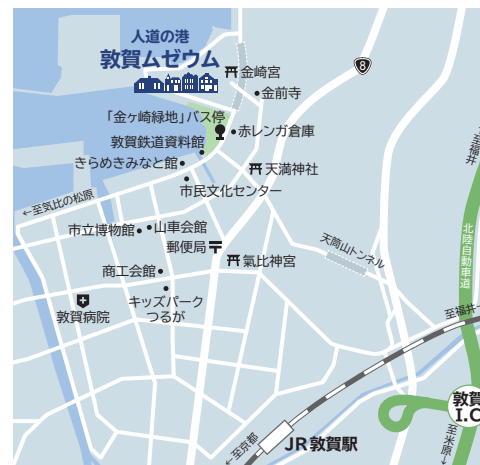 人道の港
敦賀ムゼウム
金崎宮
金前寺
8
至福井
「金ヶ崎緑地」バス停
赤レンガ倉庫
敦賀鉄道資料館
きらめきみなと館
天満神社
市民文化センター
←至気比の松原
市立博物館
山車会館
郵便局
天筒山トンネル
北陸自動車道
氣比神宮
商工会館
キッズパーク
つるが
敦賀病院
至福井
敦賀
I.C
←至京都
JR敦賀駅
至米原→